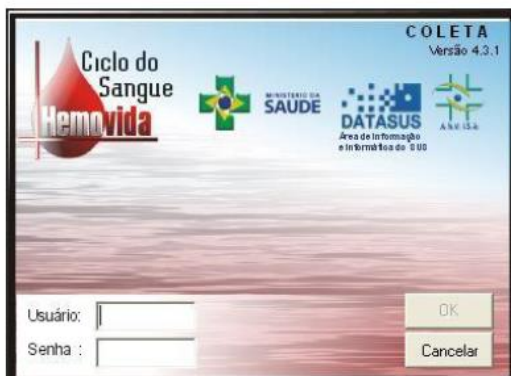 COLETA
Versão 4.3.1
Ciclo do
Sangue
Hemovida
MINISTÉRIO DA
SAÚDE
DATASUS
Área de Informação
e Informática do SUS
ANVISA
Usuário:
OK
Senha :
Cancelar